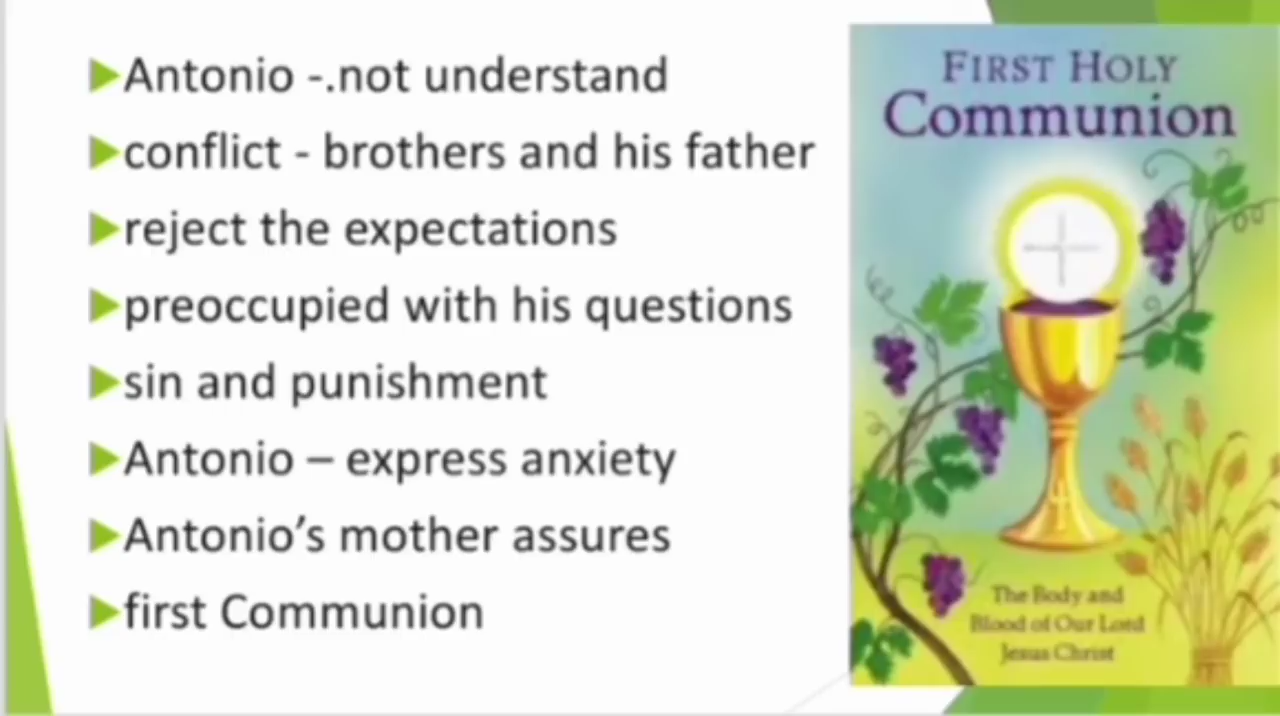 Antonio -.not understand
conflict - brothers and his father
reject the expectations
preoccupied with his questions
sin and punishment
Antonio – express anxiety
Antonio’s mother assures
first Communion
FIRST HOLY
Communion
The Body and
Blood of Our Lord
Jesus Christ